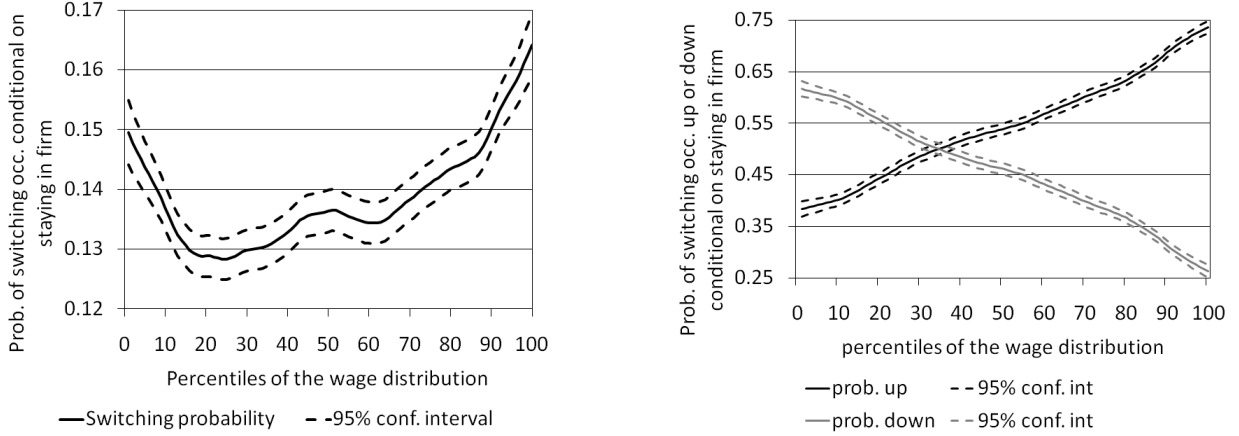 Prob. of switching occ. conditional on
staying in firm
0.17
0.16
0.15
0.14
0.13
0.12
0 10 20 30 40 50 60 70 80 90 100
Percentiles of the wage distribution
Switching probability -95% conf. interval
Prob. of switching occ. up or down
conditional on staying in firm
0.75
0.65
0.55
0.45
0.35
0.25
0 10 20 30 40 50 60 70 80 90 100
percentiles of the wage distribution
prob. up 95% conf. int
prob. down 95% conf. int